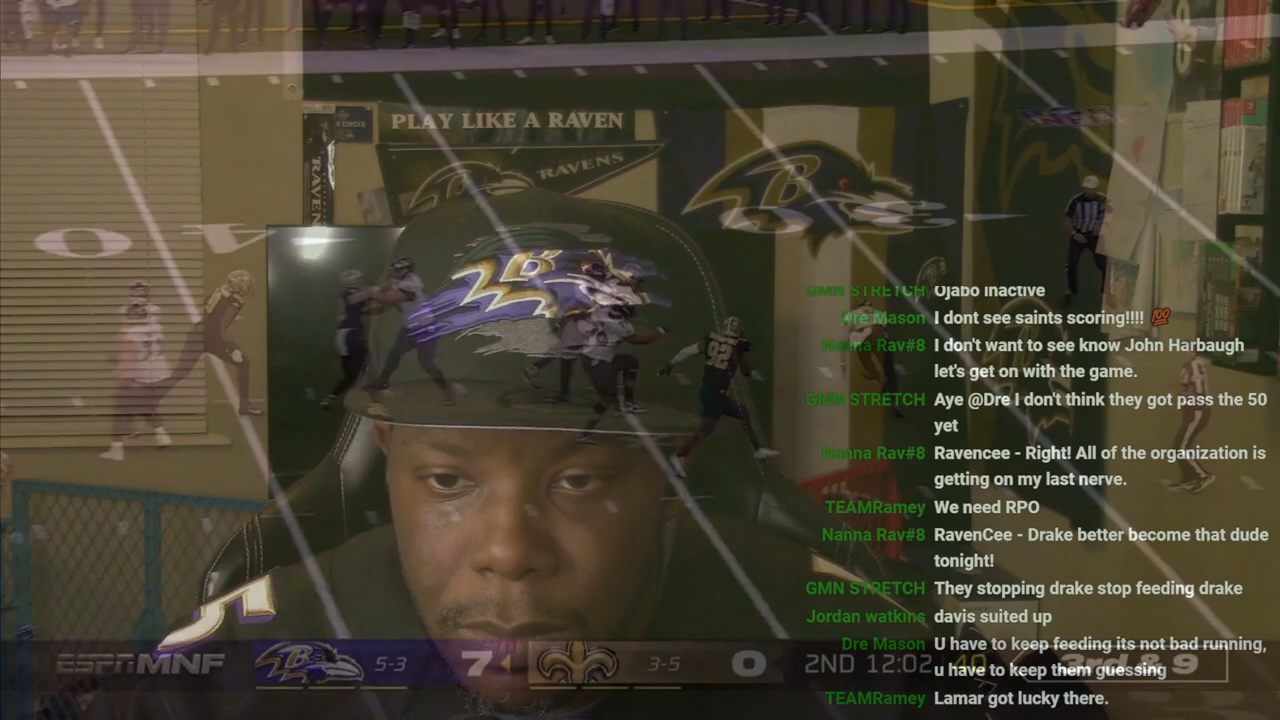 PLAY LIKE A RAVEN
RAVENS
RAVEN
B
B
92
GMN STRETCH Ojabo inactive
Dre Mason I dont see saints scoring!!!! 💯
Nanna Rav#8 I don't want to see know John Harbaugh
let's get on with the game.
GMN STRETCH Aye @Dre I don't think they got pass the 50
yet
Nanna Rav#8 Ravencee - Right! All of the organization is
getting on my last nerve.
TEAMRamey We need RPO
Nanna Rav#8 RavenCee - Drake better become that dude
tonight!
GMN STRETCH They stopping drake stop feeding drake
Jordan watkins davis suited up
Dre Mason U have to keep feeding its not bad running,
u have to keep them guessing
TEAMRamey Lamar got lucky there.
ESPN MNF 5-3 7 3-5 0 2ND 12:02 40 3rd & 9